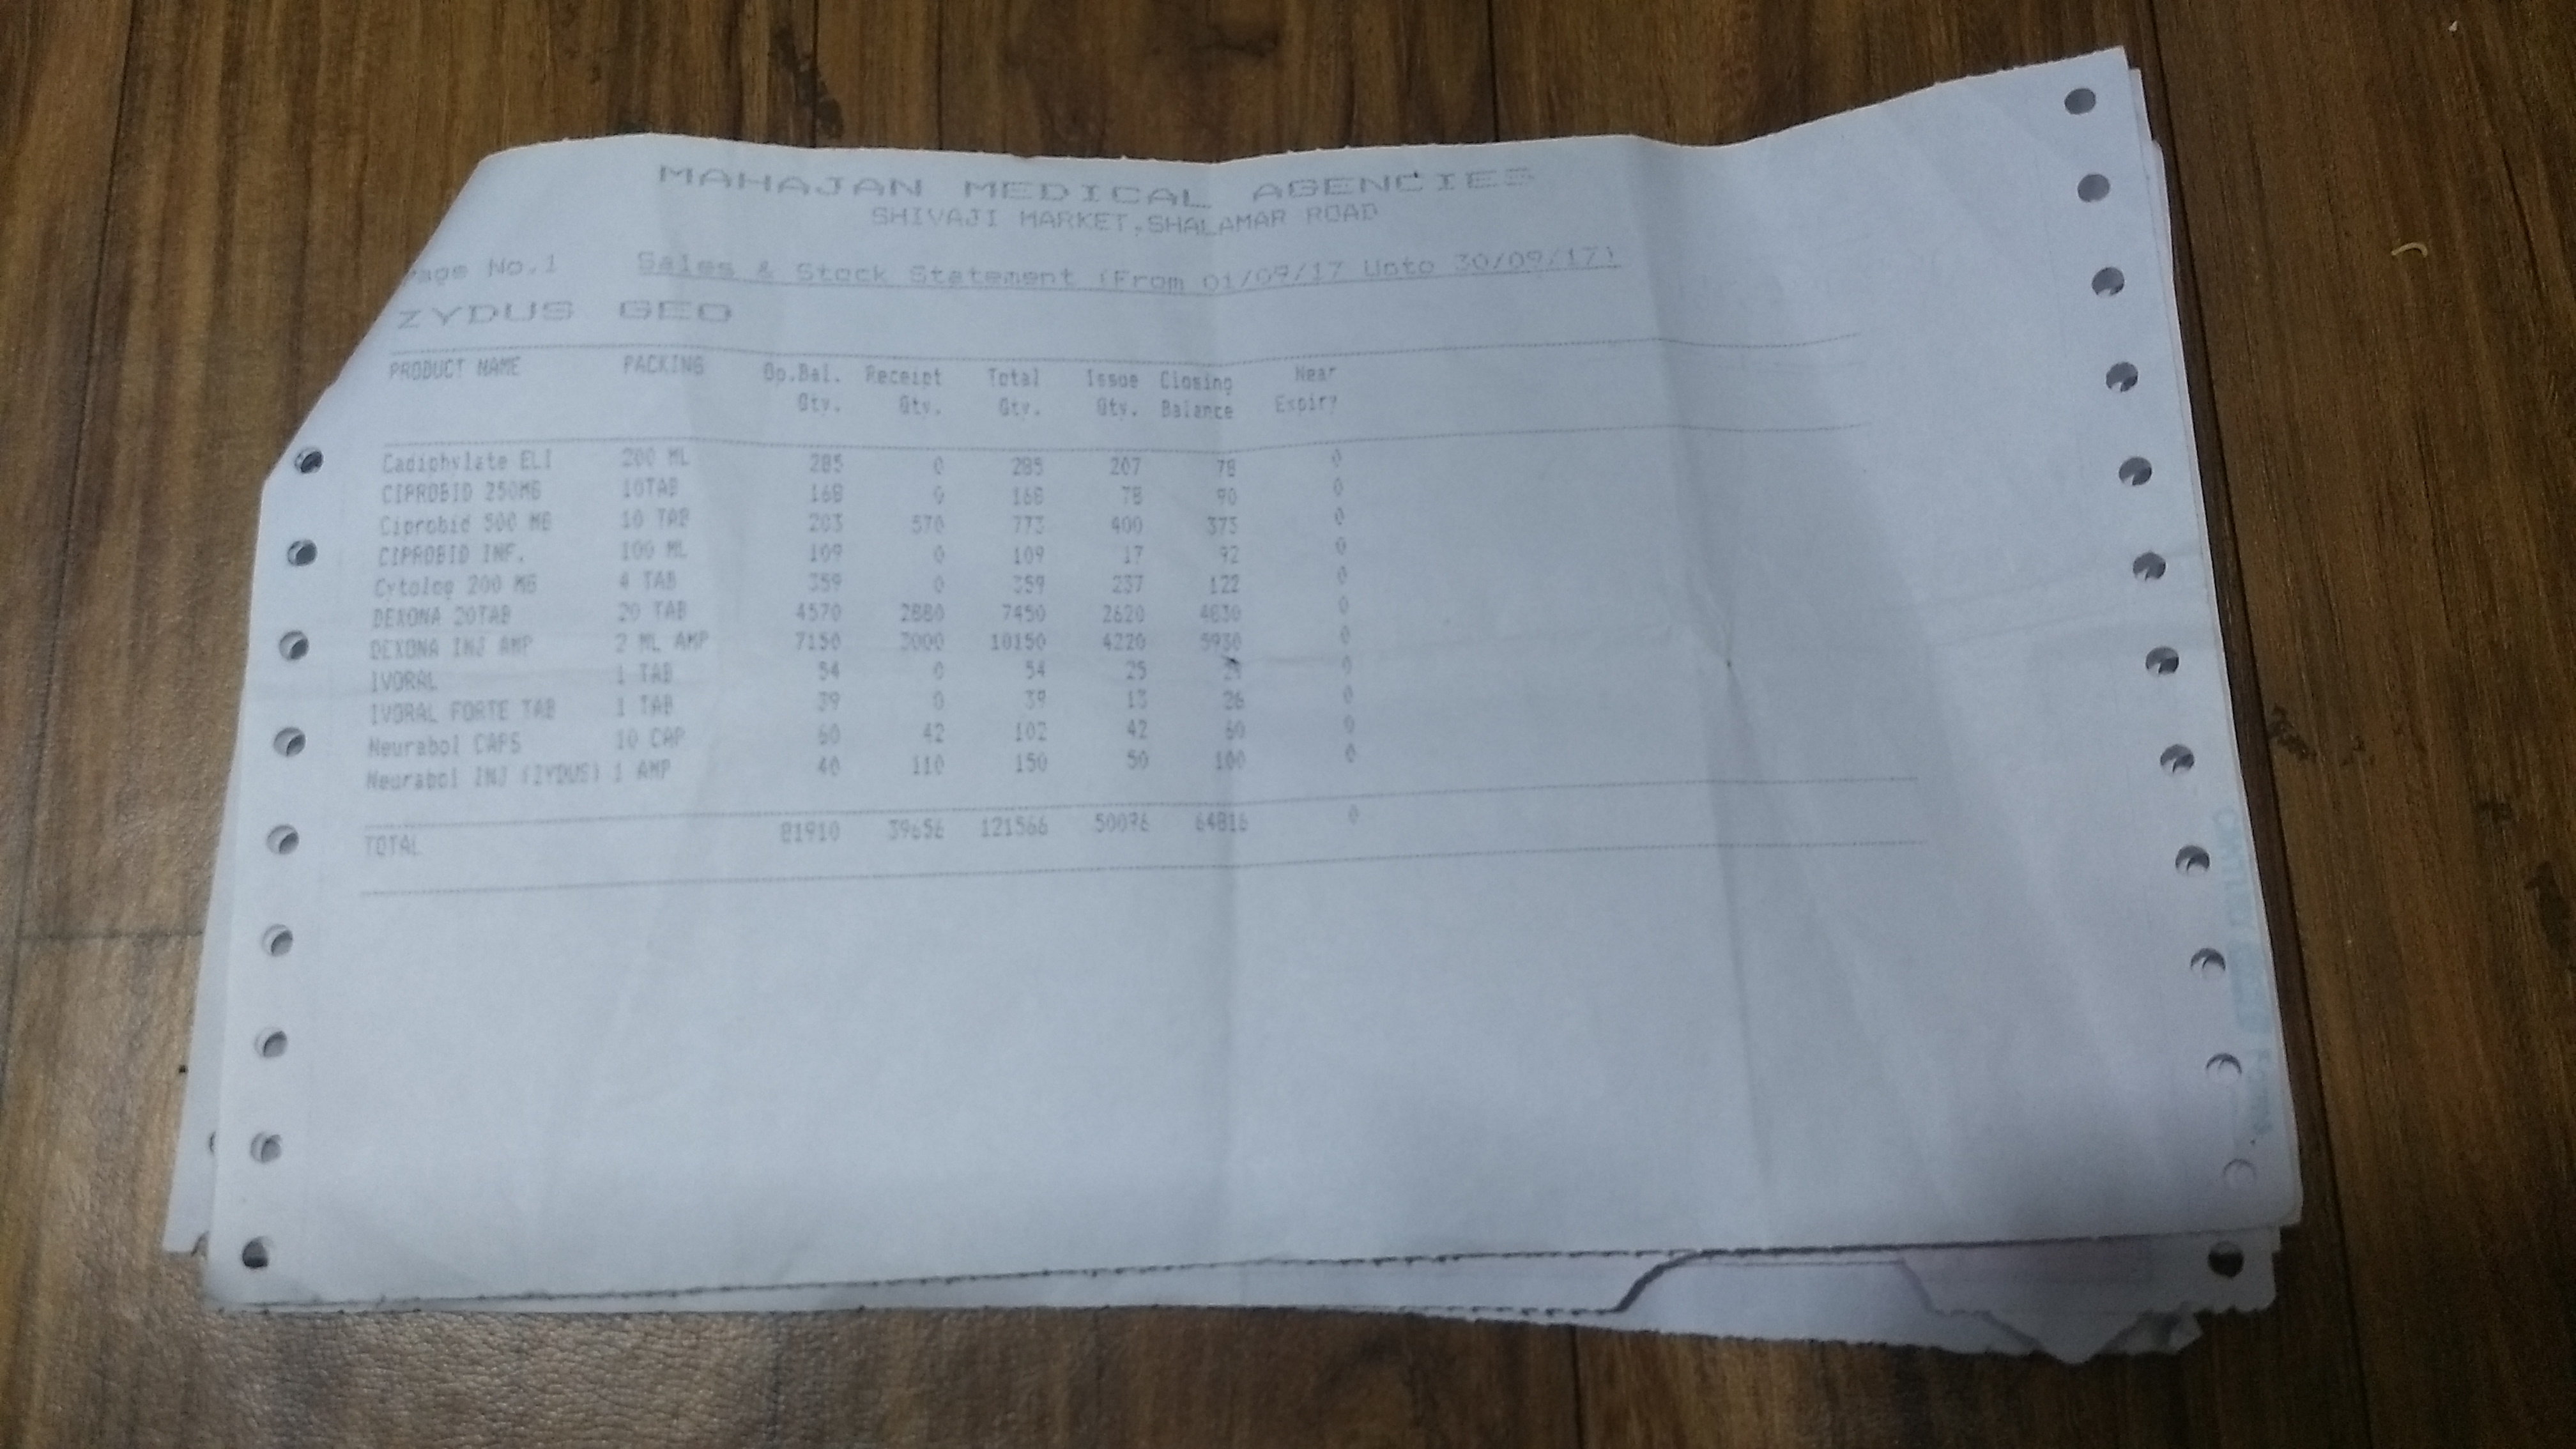 MAHAJAN MEDICAL AGENCIES
SHIVAJI MARKET,SHALAMAR ROAD
Page No.1 Sales & Stock Statement (From 01/09/17 Upto 30/09/17)
ZYDUS GEO
PRODUCT NAME PACKING Op.Bal. Receipt Total Issue Closing Near
Qty. Qty. Qty. Qty. Balance Expiry
Cadiphylate ELI 200 ML 285 0 285 207 78 0
CIPROBID 250MG 10TAB 168 0 168 78 90 0
Ciprobid 500 MG 10 TAB 203 570 773 400 373 0
CIPROBID INF. 100 ML 109 0 109 17 92 0
Cytolog 200 MG 4 TAB 359 0 359 237 122 0
DEXONA 20TAB 20 TAB 4570 2880 7450 2620 4830 0
DEXONA INJ AMP 2 ML AMP 7150 3000 10150 4220 5930 0
IVORAL 1 TAB 54 0 54 25 29 0
IVORAL FORTE TAB 1 TAB 39 0 39 13 26 0
Neurabol CAPS 10 CAP 60 42 102 42 60 0
Neurabol INJ (ZYDUS) 1 AMP 40 110 150 50 100 0
TOTAL 81910 39656 121566 50096 64816 0